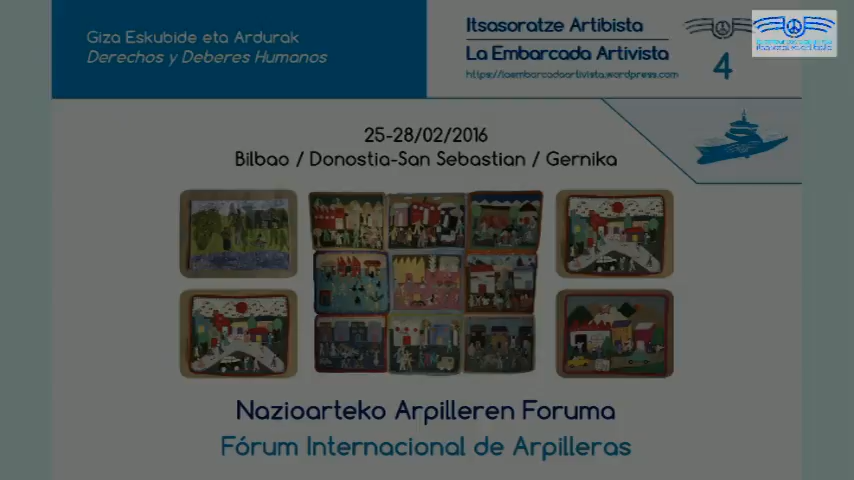 Giza Eskubide eta Ardurak
Derechos y Deberes Humanos
Itsasoratze Artibista
La Embarcada Artivista
https://laembarcadaartivista.wordpress.com
4
25-28/02/2016
Bilbao / Donostia-San Sebastian / Gernika
Nazioarteko Arpilleren Foruma
Fórum Internacional de Arpilleras